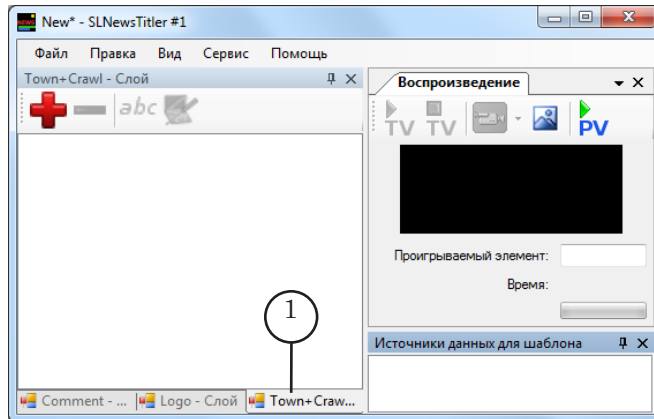 New* - SLNewsTitler #1
Файл Правка Вид Сервис Помощь
Town+Crawl - Слой
abc
Воспроизведение
TV TV PV
Проигрываемый элемент:
Время:
1
Источники данных для шаблона
Comment - ... Logo - Слой Town+Craw...